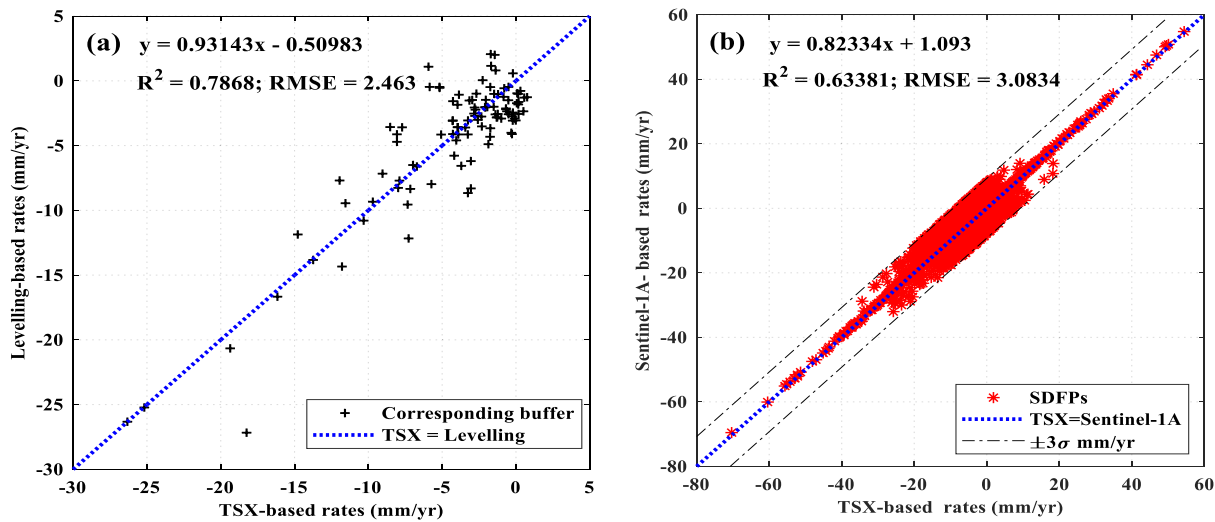 (a) y = 0.93143x - 0.50983
R² = 0.7868; RMSE = 2.463
Levelling-based rates (mm/yr)
5
0
-5
-10
-15
-20
-25
-30
Corresponding buffer
TSX = Levelling
-30 -25 -20 -15 -10 -5 0 5
TSX-based rates (mm/yr)
(b) y = 0.82334x + 1.093
R² = 0.63381; RMSE = 3.0834
Sentinel-1A- based rates (mm/yr)
60
40
20
0
-20
-40
-60
-80
SDFPs
TSX=Sentinel-1A
±3σ mm/yr
-80 -60 -40 -20 0 20 40 60
TSX-based rates (mm/yr)